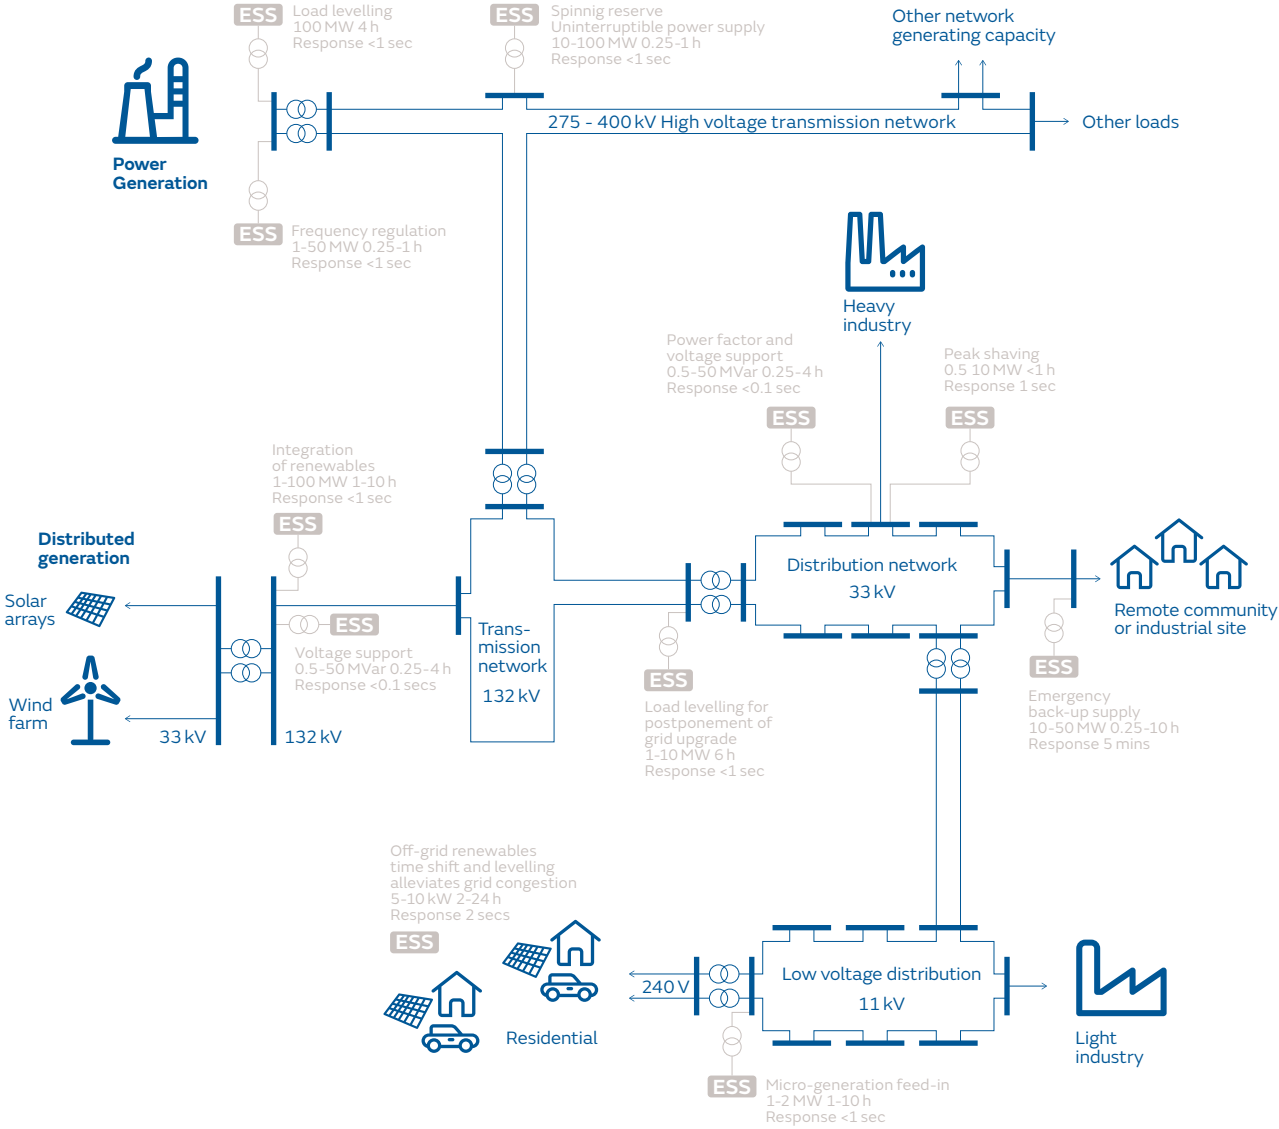 ESS
Load levelling
100 MW 4 h
Response <1 sec
ESS
Spinnig reserve
Uninterruptible power supply
10-100 MW 0.25-1 h
Response <1 sec
Other network
generating capacity
275 - 400 kV High voltage transmission network
Other loads
Power
Generation
ESS
Frequency regulation
1-50 MW 0.25-1 h
Response <1 sec
Heavy
industry
Power factor and
voltage support
0.5-50 MVar 0.25-4 h
Response <0.1 sec
ESS
Peak shaving
0.5 10 MW <1 h
Response 1 sec
ESS
Integration
of renewables
1-100 MW 1-10 h
Response <1 sec
ESS
Distributed
generation
Solar
arrays
Wind
farm
33 kV
132 kV
ESS
Voltage support
0.5-50 MVar 0.25-4 h
Response <0.1 secs
Trans-
mission
network
132 kV
Distribution network
33 kV
Remote community
or industrial site
ESS
Load levelling for
postponement of
grid upgrade
1-10 MW 6 h
Response <1 sec
ESS
Emergency
back-up supply
10-50 MW 0.25-10 h
Response 5 mins
Off-grid renewables
time shift and levelling
alleviates grid congestion
5-10 kW 2-24 h
Response 2 secs
ESS
Residential
240 V
Low voltage distribution
11 kV
Light
industry
ESS
Micro-generation feed-in
1-2 MW 1-10 h
Response <1 sec